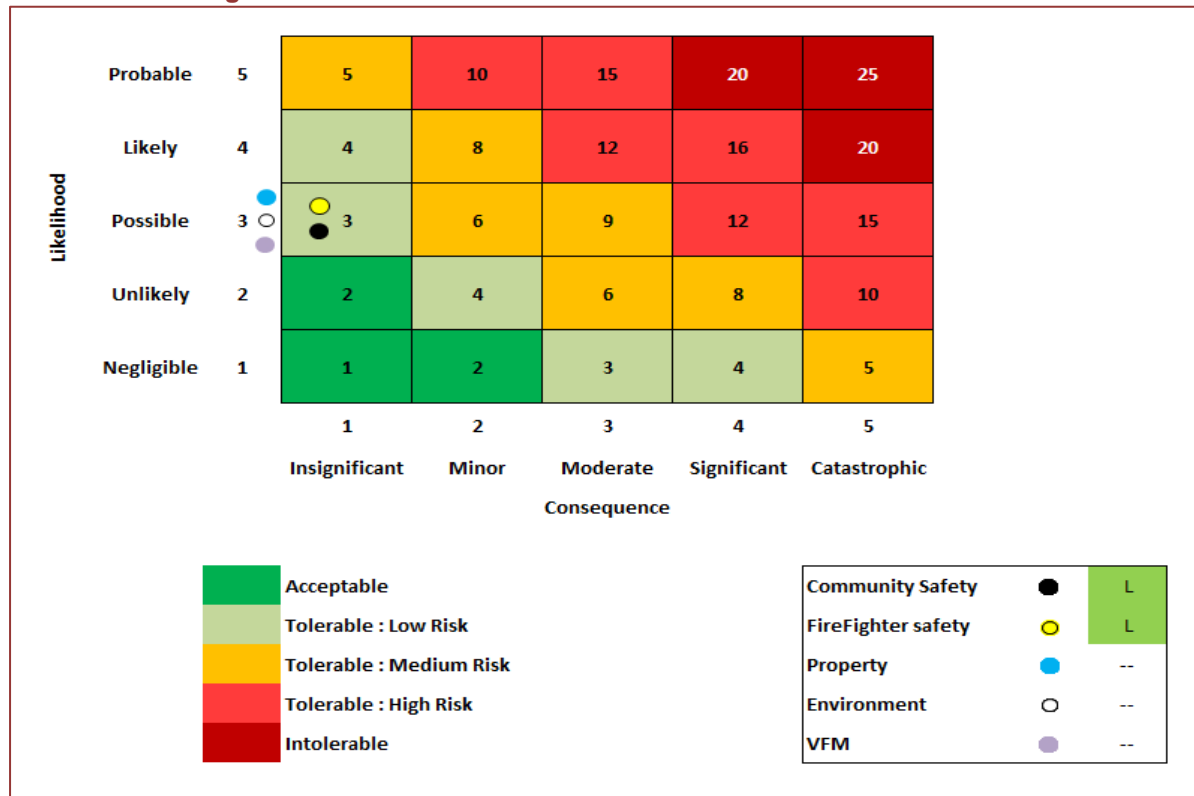 Probable 5 5 10 15 20 25
Likely 4 4 8 12 16 20
Likelihood
Possible 3 3 6 9 12 15
Unlikely 2 2 4 6 8 10
Negligible 1 1 2 3 4 5
1 2 3 4 5
Insignificant Minor Moderate Significant Catastrophic
Consequence
Acceptable
Tolerable : Low Risk
Tolerable : Medium Risk
Tolerable : High Risk
Intolerable
Community Safety L
FireFighter safety L
Property --
Environment --
VFM --